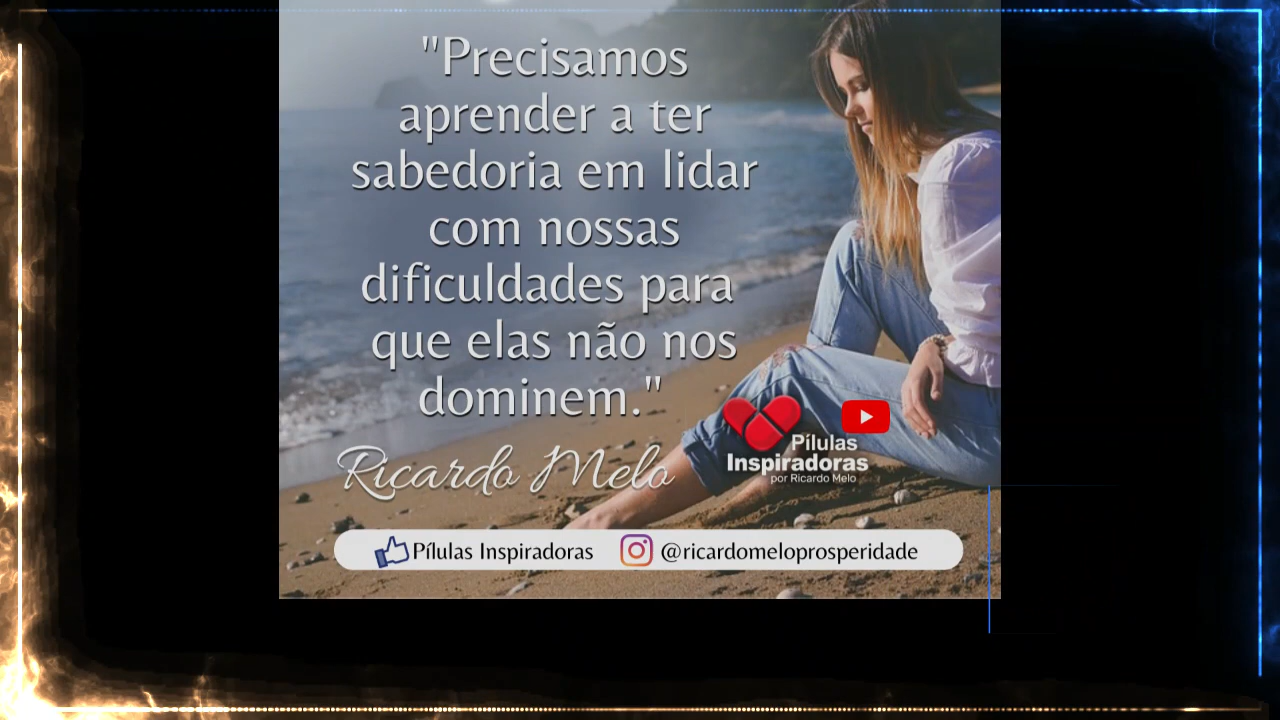 "Precisamos
aprender a ter
sabedoria em lidar
com nossas
dificuldades para
que elas não nos
dominem."
Ricardo Melo
Pílulas
Inspiradoras
por Ricardo Melo
Pílulas Inspiradoras @ricardomeloprosperidade